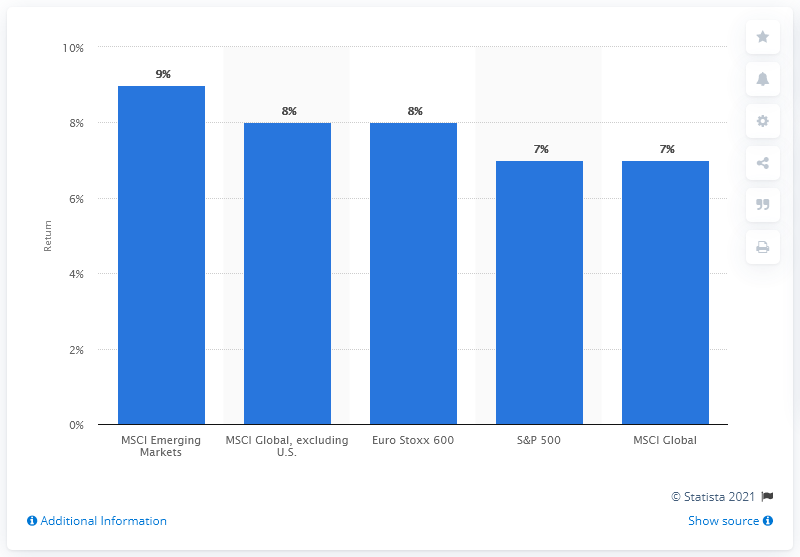 10%
9%
8%
8%
8%
7%
7%
6%
Return
4%
2%
0%
MSCI Emerging
Markets
MSCI Global, excluding
U.S.
Euro Stoxx 600
S&P 500
MSCI Global
© Statista 2021
Additional Information
Show source